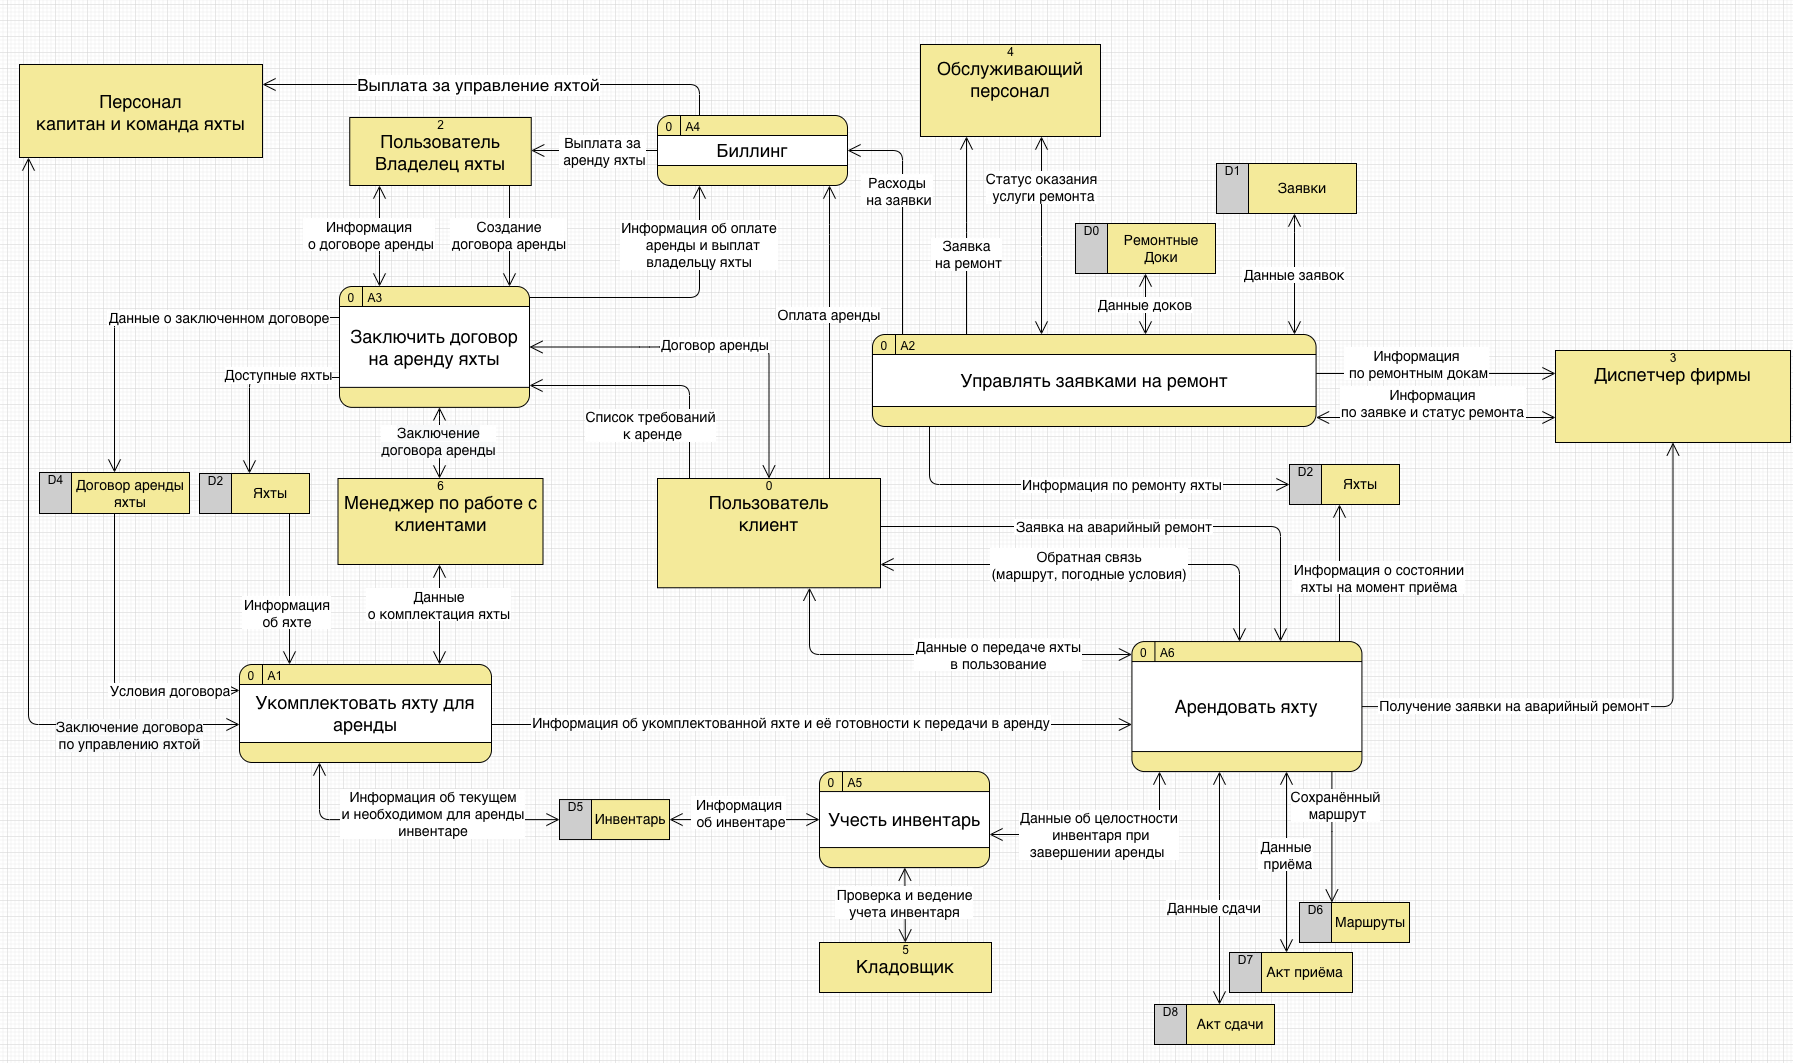 4
Обслуживающий
персонал
Персонал
капитан и команда яхты
Выплата за управление яхтой
2
Пользователь
Владелец яхты
Выплата за
аренду яхты
0 A4
Биллинг
Расходы
на заявки
Статус оказания
услуги ремонта
D1
Заявки
Информация
о договоре аренды
Создание
договора аренды
Информация об оплате
аренды и выплат
владельцу яхты
Заявка
на ремонт
D0
Ремонтные
Доки
Данные заявок
Данные доков
0 A3
Заключить договор
на аренду яхты
Данные о заключенном договоре
Доступные яхты
Оплата аренды
Договор аренды
0 A2
Управлять заявками на ремонт
Информация
по ремонтным докам
Информация
по заявке и статус ремонта
3
Диспетчер фирмы
Список требований
к аренде
Заключение
договора аренды
D4
Договор аренды
яхты
D2
Яхты
6
Менеджер по работе с
клиентами
0
Пользователь
клиент
Информация по ремонту яхты
D2
Яхты
Заявка на аварийный ремонт
Обратная связь
(маршрут, погодные условия)
Информация о состоянии
яхты на момент приёма
Информация
об яхте
Данные
о комплектация яхты
Данные о передаче яхты
в пользование
0 A6
Арендовать яхту
Получение заявки на аварийный ремонт
0 A1
Укомплектовать яхту для
аренды
Условия договора
Заключение договора
по управлению яхтой
Информация об укомплектованной яхте и её готовности к передачи в аренду
Информация об текущем
и необходимом для аренды
инвентаре
D5
Инвентарь
Информация
об инвентаре
0 A5
Учесть инвентарь
Данные об целостности
инвентаря при
завершении аренды
Сохранённый
маршрут
Данные
приёма
Проверка и ведение
учета инвентаря
Данные сдачи
D6
Маршруты
5
Кладовщик
D7
Акт приёма
D8
Акт сдачи